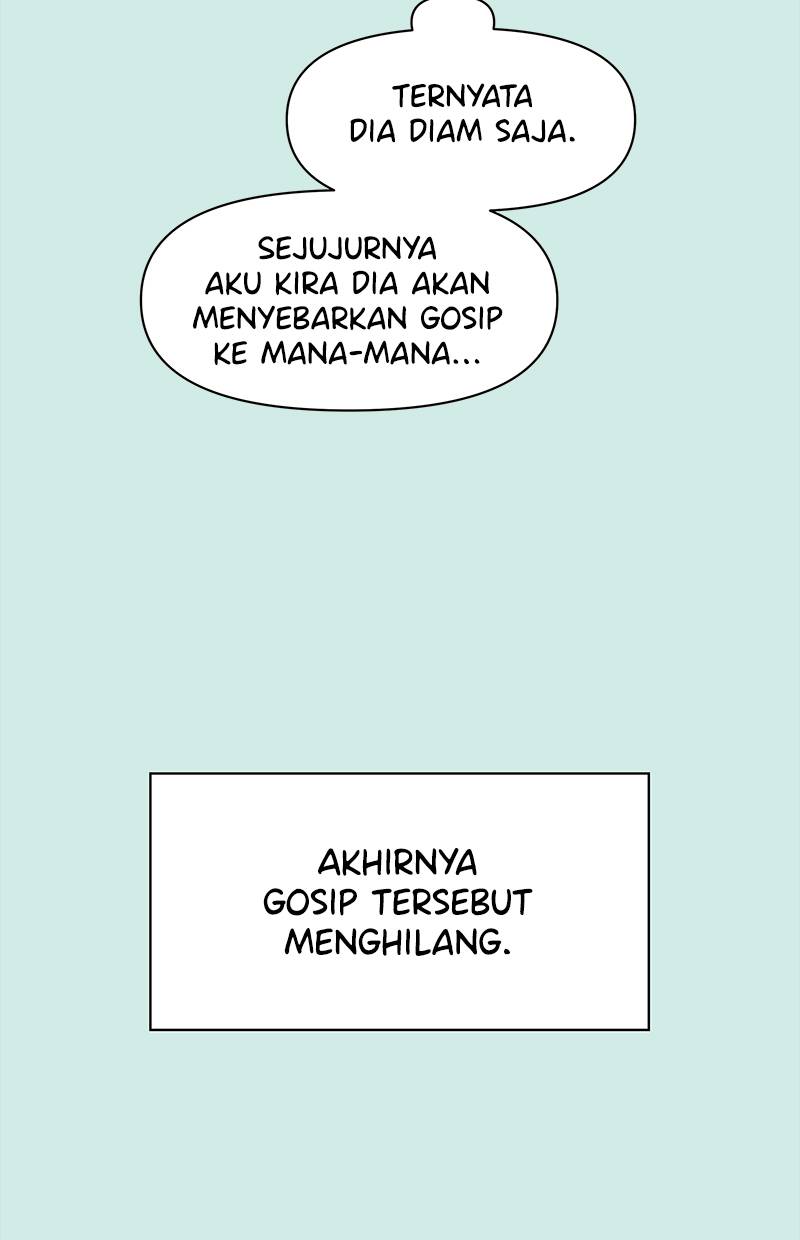 TERNYATA
DIA DIAM SAJA.
SEJUJURNYA
AKU KIRA DIA AKAN
MENYEBARKAN GOSIP
KE MANA-MANA...
AKHIRNYA
GOSIP TERSEBUT
MENGHILANG.